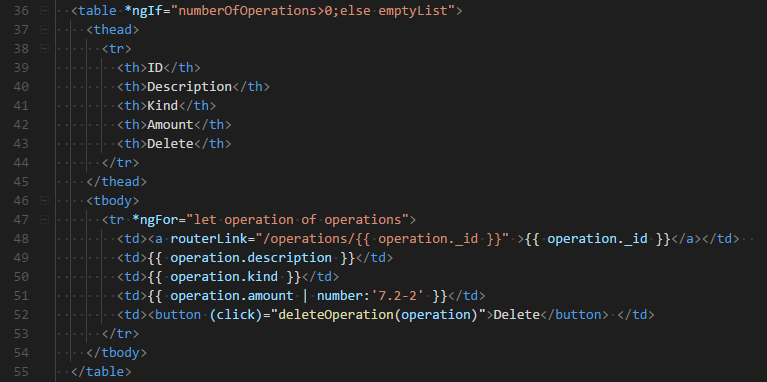 36 <table *ngIf="numberOfOperations>0;else emptyList">
37 <thead>
38 <tr>
39 <th>ID</th>
40 <th>Description</th>
41 <th>Kind</th>
42 <th>Amount</th>
43 <th>Delete</th>
44 </tr>
45 </thead>
46 <tbody>
47 <tr *ngFor="let operation of operations">
48 <td><a routerLink="/operations/{{ operation._id }}" >{{ operation._id }}</a></td>
49 <td>{{ operation.description }}</td>
50 <td>{{ operation.kind }}</td>
51 <td>{{ operation.amount | number:'7.2-2' }}</td>
52 <td><button (click)="deleteOperation(operation)">Delete</button> </td>
53 </tr>
54 </tbody>
55 </table>